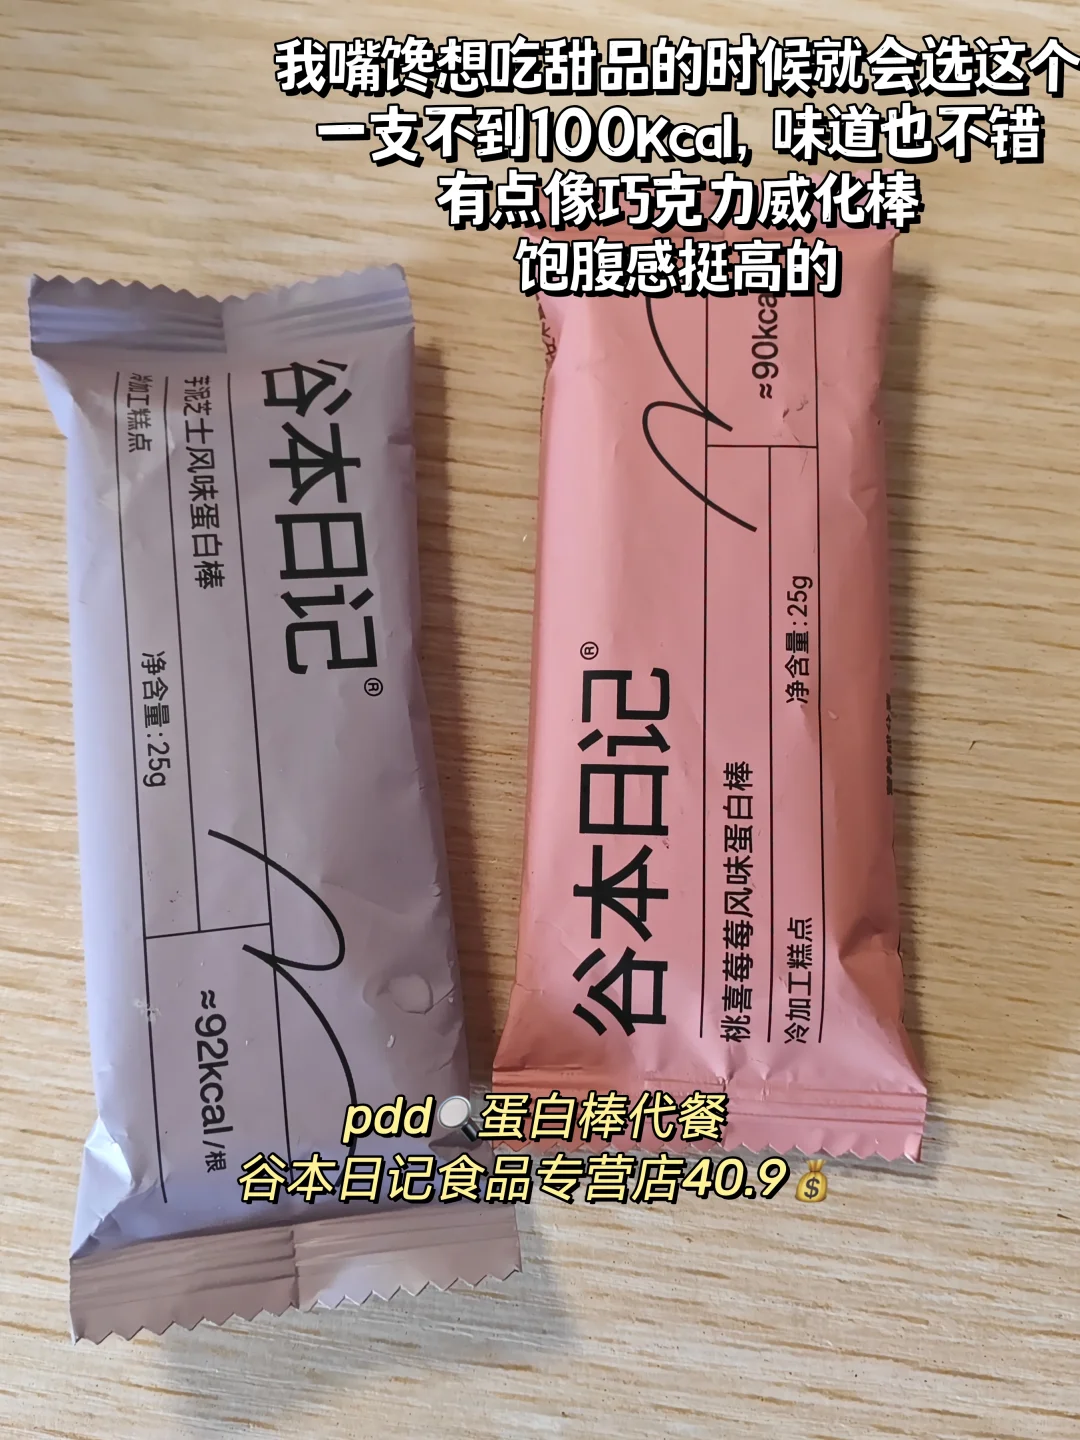 我嘴馋想吃甜品的时候就会选这个
一支不到100Kcal, 味道也不错
有点像巧克力威化棒
饱腹感挺高的
谷本日记®
芋泥芝士风味蛋白棒
冷加工糕点
净含量:25g
≈92kcal/根
≈90kca
谷本日记®
桃喜莓莓风味蛋白棒
净含量:25g
冷加工糕点
pdd🔍蛋白棒代餐
谷本日记食品专营店40.9💰